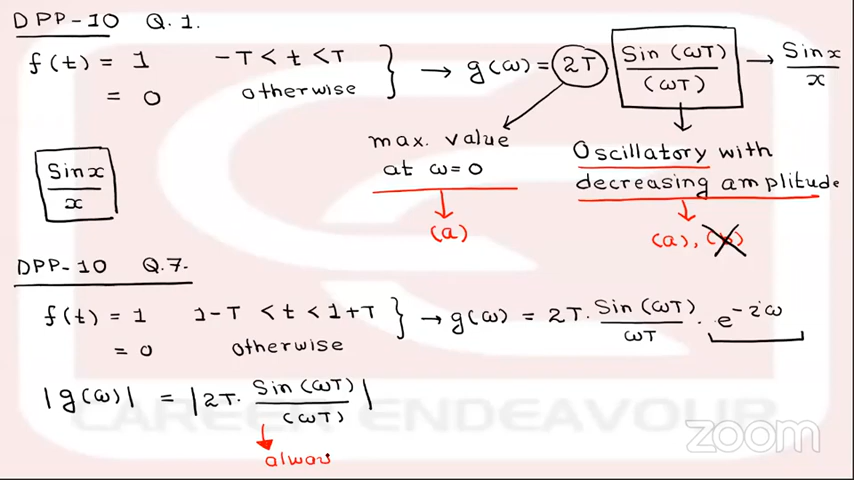 DPP-10 Q.1.
f(t) = 1 -T < t < T
= 0 otherwise
→ g(ω) = 2T Sin(ωT)/(ωT) → Sinx/x
max. value
at ω=0
(a)
Oscillatory with
decreasing amplitude
(a), (b)
Sinx/x
DPP-10 Q.7.
f(t) = 1 1-T < t < 1+T
= 0 otherwise
→ g(ω) = 2T. Sin(ωT)/ωT . e^-iω
|g(ω)| = |2T. Sin(ωT)/(ωT)|
alway
CAREER ENDEAVOUR
zoom